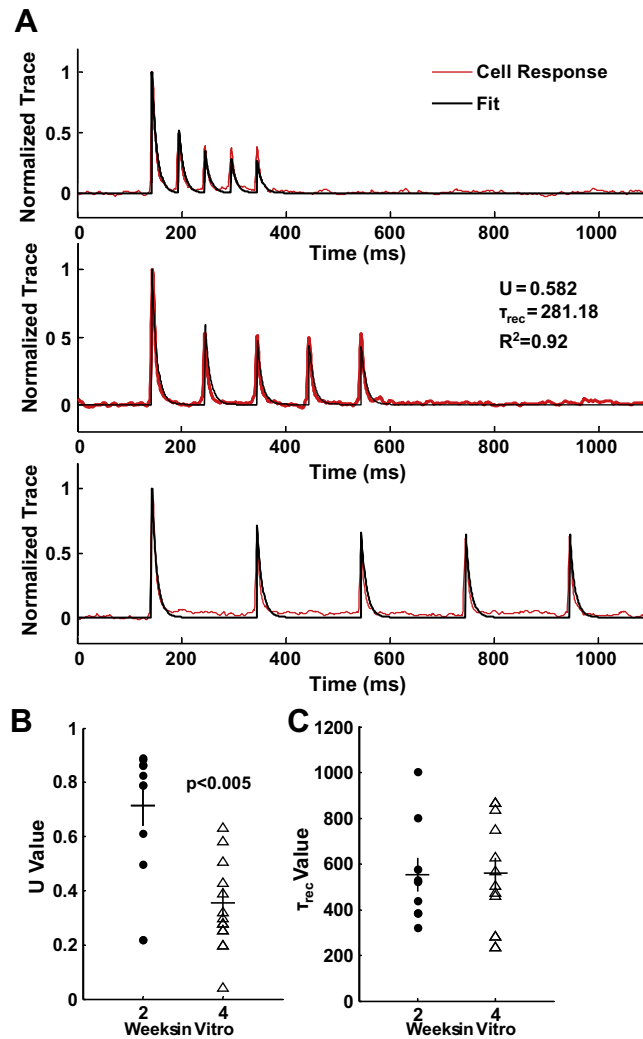 A
Normalized Trace
1
0.5
0
Cell Response
Fit
0 200 400 600 800 1000
Time (ms)
Normalized Trace
1
0 5
0
U = 0.582
τrec = 281.18
R²=0.92
0 200 400 600 800 1000
Time (ms)
Normalized Trace
1
0.5
0
0 200 400 600 800 1000
Time (ms)
B
U Value
1
0.8
0.6
0.4
0.2
0
p<0.005
2 4
Weeksin Vitro
C
τrec Value
1200
1000
800
600
400
200
0
2 4
Weeksin Vitro